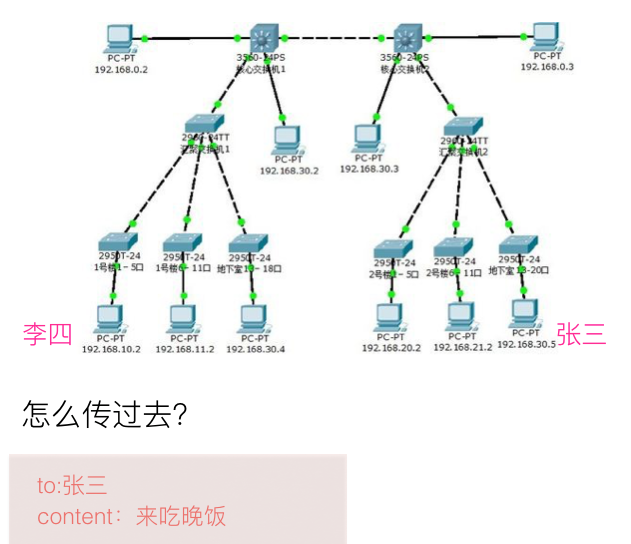 PC-PT
192.168.0.2
3560-24PS
核心交换机1
3560-24PS
核心交换机2
PC-PT
192.168.0.3
2960-24TT
汇聚交换机1
PC-PT
192.168.30.2
PC-PT
192.168.30.3
2960-24TT
汇聚交换机2
2950T-24
1号楼1-5口
2950T-24
1号楼6-11口
2950T-24
地下室13-18口
2950T-24
2号楼1-5口
2950T-24
2号楼6-11口
2950T-24
地下室13-20口
李四
PC-PT
192.168.10.2
PC-PT
192.168.11.2
PC-PT
192.168.30.4
PC-PT
192.168.20.2
PC-PT
192.168.21.2
PC-PT
192.168.30.5
张三
怎么传过去?
to:张三
content：来吃晚饭